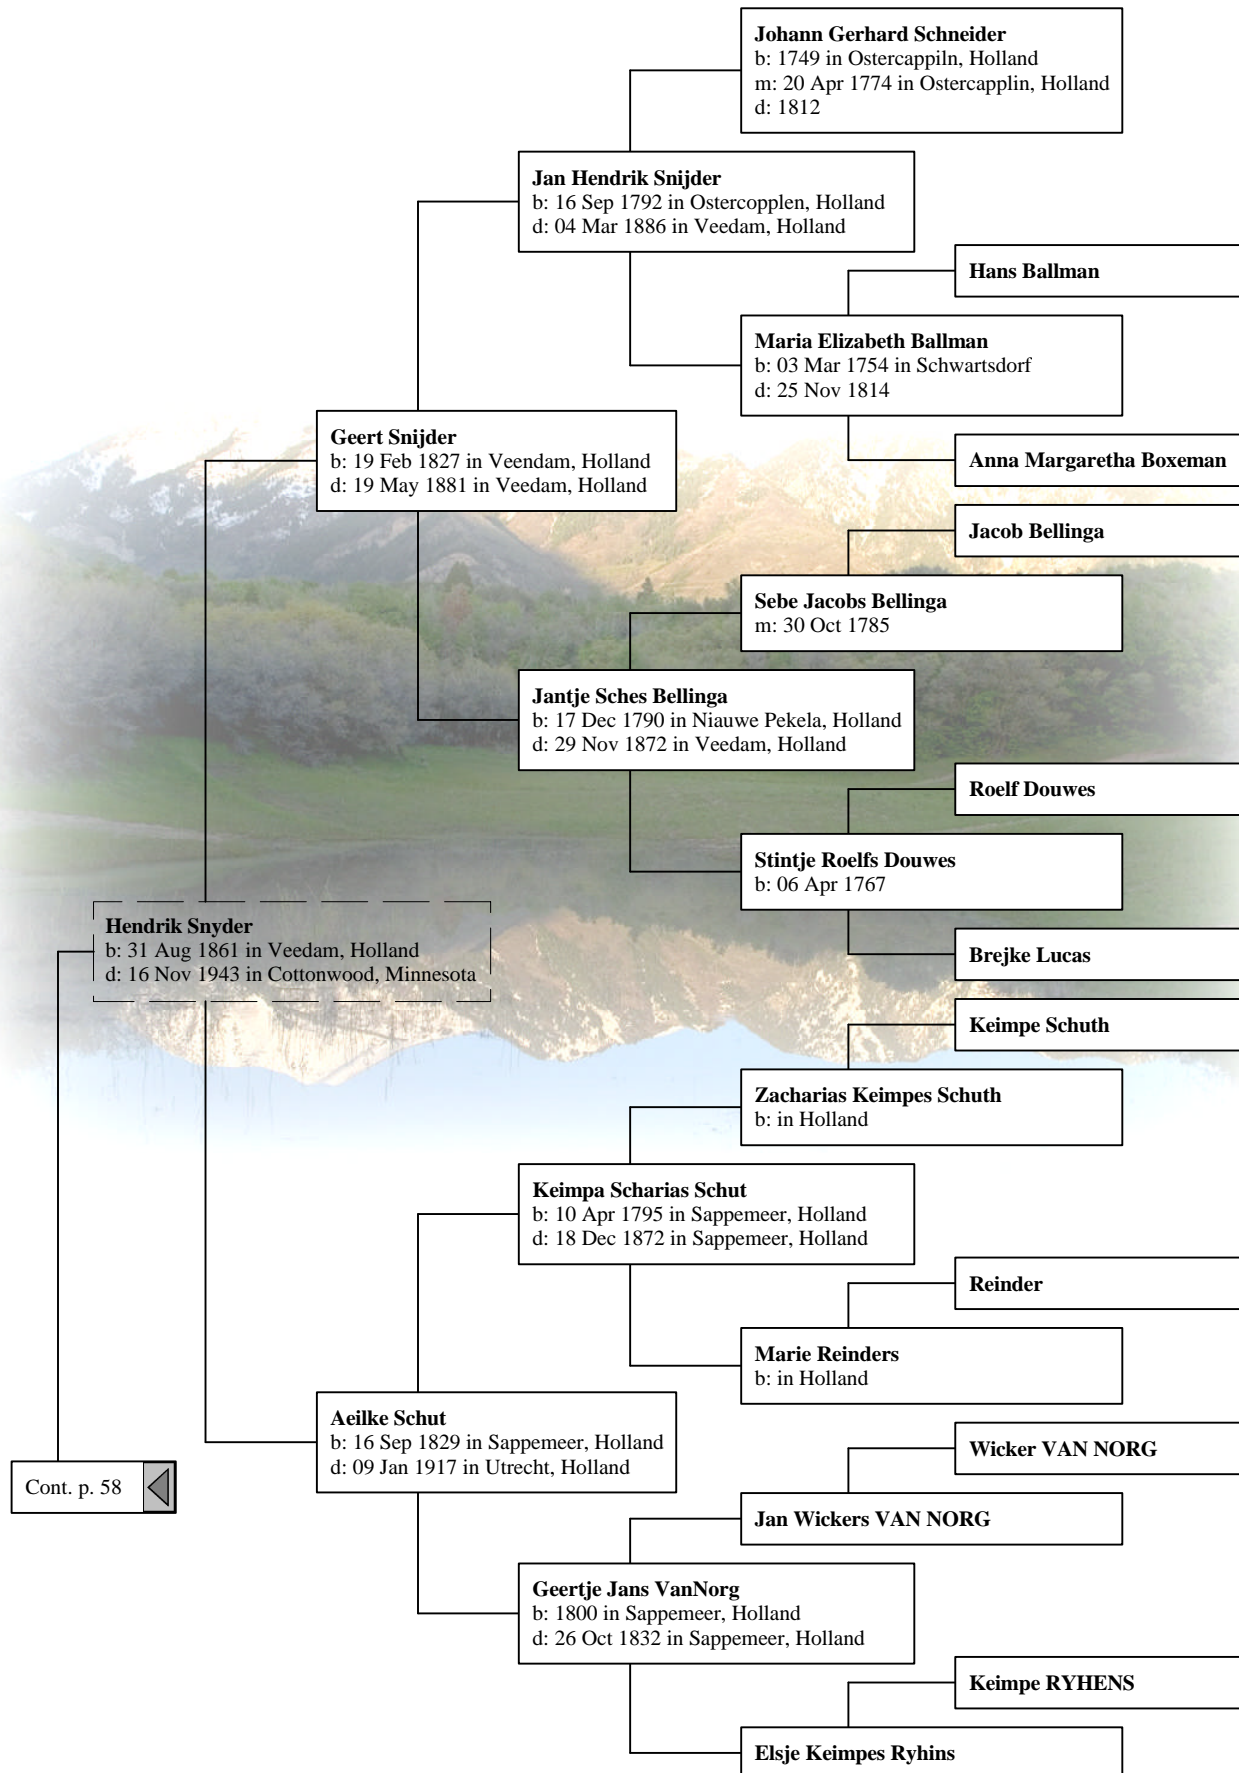 Johann Gerhard Schneider
b: 1749 in Ostercappiln, Holland
m: 20 Apr 1774 in Ostercapplin, Holland
d: 1812
Jan Hendrik Snijder
b: 16 Sep 1792 in Ostercopplen, Holland
d: 04 Mar 1886 in Veedam, Holland
Hans Ballman
Maria Elizabeth Ballman
b: 03 Mar 1754 in Schwartsdorf
d: 25 Nov 1814
Geert Snijder
b: 19 Feb 1827 in Veendam, Holland
d: 19 May 1881 in Veedam, Holland
Anna Margaretha Boxeman
Jacob Bellinga
Sebe Jacobs Bellinga
m: 30 Oct 1785
Jantje Sches Bellinga
b: 17 Dec 1790 in Niauwe Pekela, Holland
d: 29 Nov 1872 in Veedam, Holland
Roelf Douwes
Stintje Roelfs Douwes
b: 06 Apr 1767
Hendrik Snyder
b: 31 Aug 1861 in Veedam, Holland
d: 16 Nov 1943 in Cottonwood, Minnesota
Brejke Lucas
Keimpe Schuth
Zacharias Keimpes Schuth
b: in Holland
Keimpa Scharias Schut
b: 10 Apr 1795 in Sappemeer, Holland
d: 18 Dec 1872 in Sappemeer, Holland
Reinder
Marie Reinders
b: in Holland
Aeilke Schut
b: 16 Sep 1829 in Sappemeer, Holland
d: 09 Jan 1917 in Utrecht, Holland
Wicker VAN NORG
Cont. p. 58
Jan Wickers VAN NORG
Geertje Jans VanNorg
b: 1800 in Sappemeer, Holland
d: 26 Oct 1832 in Sappemeer, Holland
Keimpe RYHENS
Elsje Keimpes Ryhins